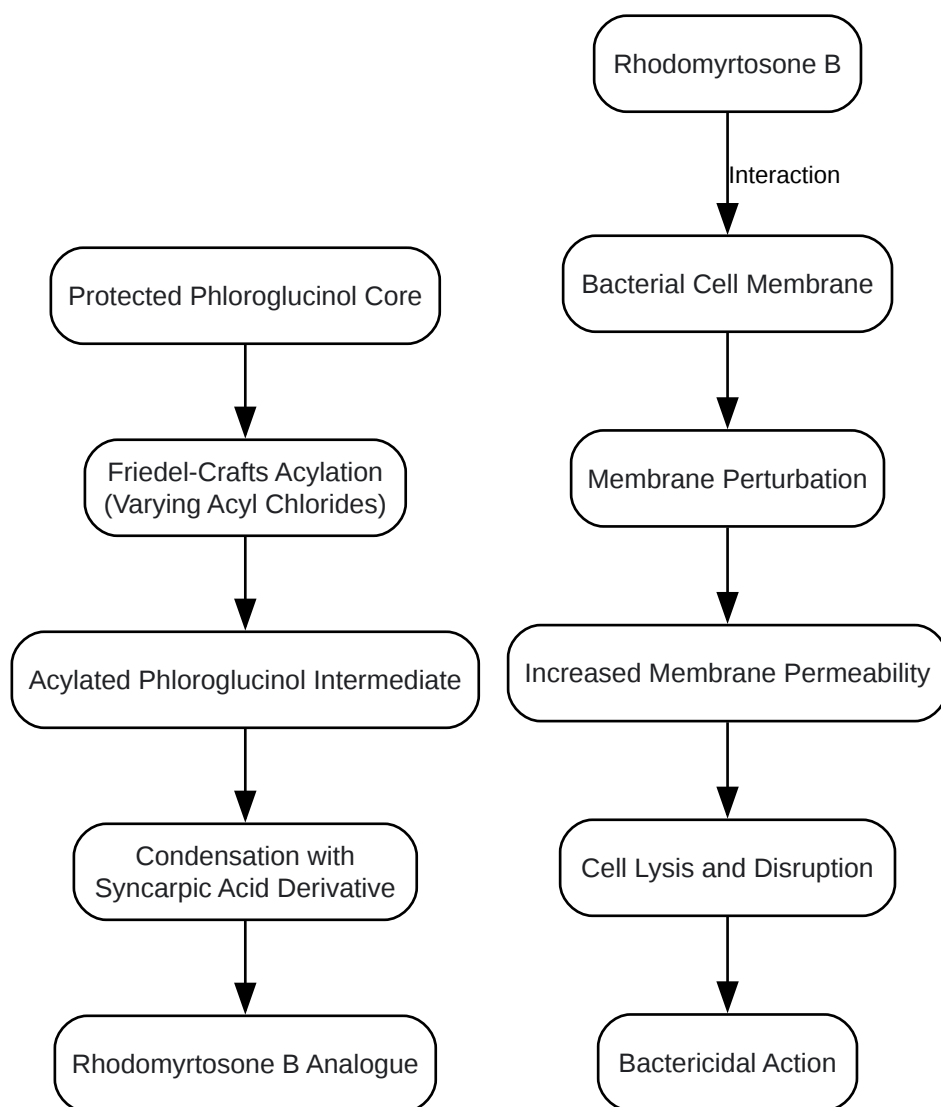 Rhodomyrtosone B
Interaction
Protected Phloroglucinol Core
Bacterial Cell Membrane
Friedel-Crafts Acylation
(Varying Acyl Chlorides)
Membrane Perturbation
Acylated Phloroglucinol Intermediate
Increased Membrane Permeability
Condensation with
Syncarpic Acid Derivative
Cell Lysis and Disruption
Rhodomyrtosone B Analogue
Bactericidal Action